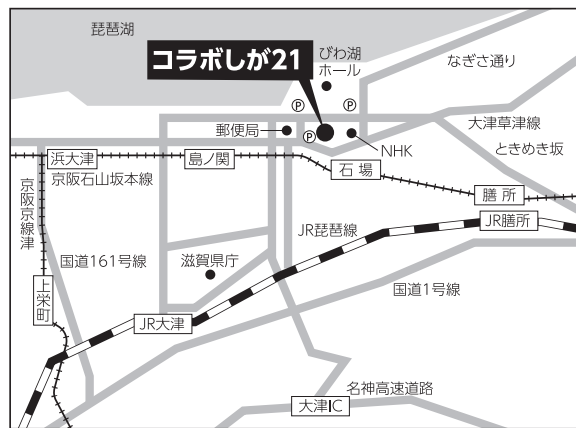 琵琶湖
コラボしが21
びわ湖
ホール
なぎさ通り
Ⓟ
Ⓟ
Ⓟ
郵便局
NHK
大津草津線
ときめき坂
浜大津
島ノ関
石場
膳所
京阪石山坂本線
京阪京線津
JR琵琶線
JR膳所
国道161号線
滋賀県庁
国道1号線
上栄町
JR大津
名神高速道路
大津IC